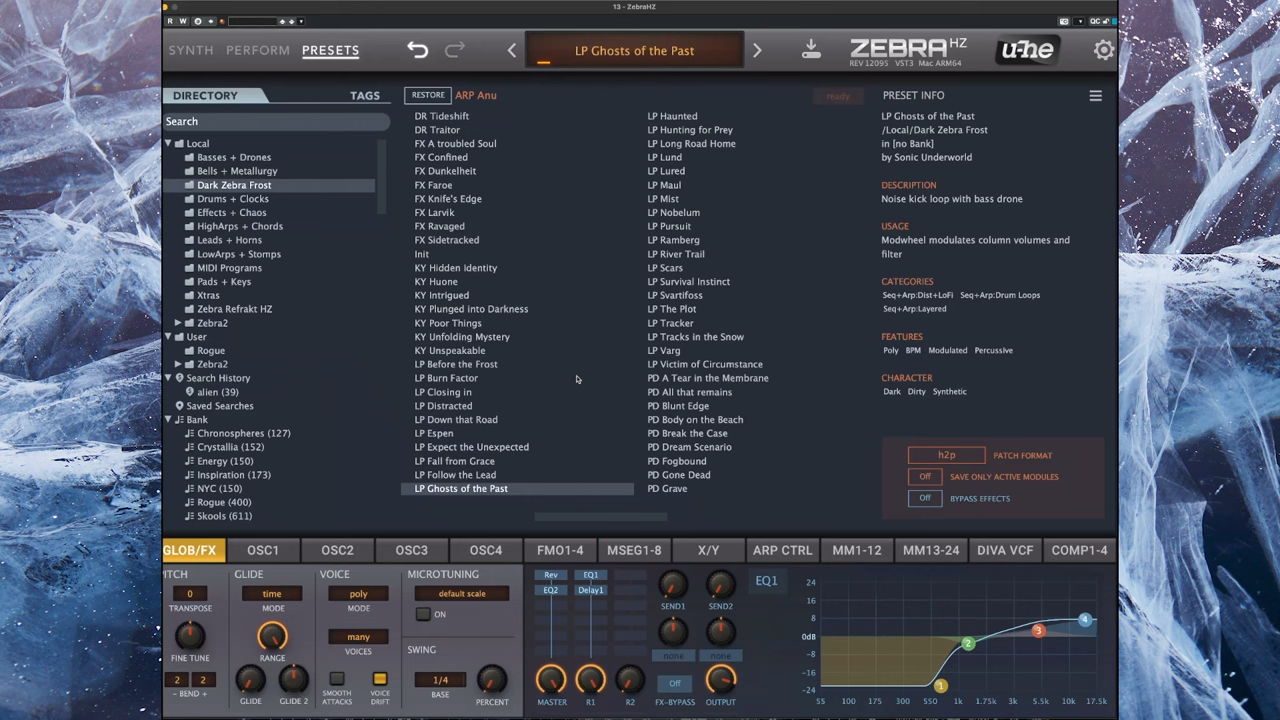 13 - ZebraHZ
R W
QC
SYNTH PERFORM PRESETS
LP Ghosts of the Past
ZEBRA HZ
REV 12095 VST3 Mac ARM64
u-he
DIRECTORY TAGS
RESTORE ARP Anu
ready
PRESET INFO
Search
Local
Basses + Drones
Bells + Metallurgy
Dark Zebra Frost
Drums + Clocks
Effects + Chaos
HighArps + Chords
Leads + Horns
LowArps + Stomps
MIDI Programs
Pads + Keys
Xtras
Zebra Refrakt HZ
Zebra2
User
Rogue
Zebra2
Search History
alien (39)
Saved Searches
Bank
Chronospheres (127)
Crystallia (152)
Energy (150)
Inspiration (173)
NYC (150)
Rogue (400)
Skools (611)
DR Tideshift
DR Traitor
FX A troubled Soul
FX Confined
FX Dunkelheit
FX Faroe
FX Knife's Edge
FX Larvik
FX Ravaged
FX Sidetracked
Init
KY Hidden Identity
KY Huone
KY Intrigued
KY Plunged into Darkness
KY Poor Things
KY Unfolding Mystery
KY Unspeakable
LP Before the Frost
LP Burn Factor
LP Closing in
LP Distracted
LP Down that Road
LP Espen
LP Expect the Unexpected
LP Fall from Grace
LP Follow the Lead
LP Ghosts of the Past
LP Haunted
LP Hunting for Prey
LP Long Road Home
LP Lund
LP Lured
LP Maul
LP Mist
LP Nobelum
LP Pursuit
LP Ramberg
LP River Trail
LP Scars
LP Survival Instinct
LP Svartifoss
LP The Plot
LP Tracker
LP Tracks in the Snow
LP Varg
LP Victim of Circumstance
PD A Tear in the Membrane
PD All that remains
PD Blunt Edge
PD Body on the Beach
PD Break the Case
PD Dream Scenario
PD Fogbound
PD Gone Dead
PD Grave
LP Ghosts of the Past
/Local/Dark Zebra Frost
in [no Bank]
by Sonic Underworld
DESCRIPTION
Noise kick loop with bass drone
USAGE
Modwheel modulates column volumes and
filter
CATEGORIES
Seq+Arp:Dist+LoFi Seq+Arp:Drum Loops
Seq+Arp:Layered
FEATURES
Poly BPM Modulated Percussive
CHARACTER
Dark Dirty Synthetic
h2p PATCH FORMAT
Off SAVE ONLY ACTIVE MODULES
Off BYPASS EFFECTS
GLOB/FX OSC1 OSC2 OSC3 OSC4 FMO1-4 MSEG1-8 X/Y ARP CTRL MM1-12 MM13-24 DIVA VCF COMP1-4
PITCH
0
TRANSPOSE
FINE TUNE
2 2
- BEND +
GLIDE
time
MODE
RANGE
GLIDE GLIDE 2
VOICE
poly
MODE
many
VOICES
SMOOTH ATTACKS
VOICE DRIFT
MICROTUNING
default scale
ON
SWING
1/4
BASE PERCENT
Rev EQ1
EQ2 Delay1
SEND1 SEND2
none none
Off
MASTER R1 R2 FX-BYPASS OUTPUT
EQ1
24
16
8
0dB
-8
-16
-24
1 2 3 4
55 100 175 300 550 1k 1.75k 3k 5.5k 10k 17.5k